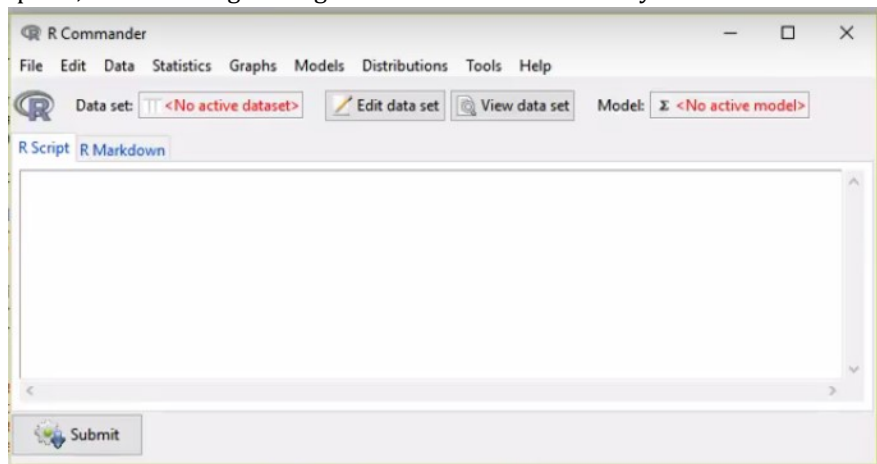 R Commander
File Edit Data Statistics Graphs Models Distributions Tools Help
R Data set: <No active dataset> Edit data set View data set Model: Σ <No active model>
R Script R Markdown
Submit